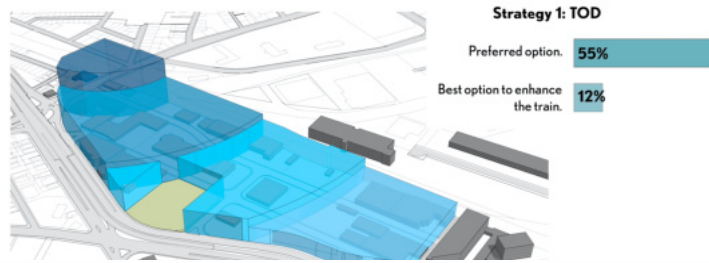 Strategy 1: TOD
Preferred option.
55%
Best option to enhance
the train.
12%